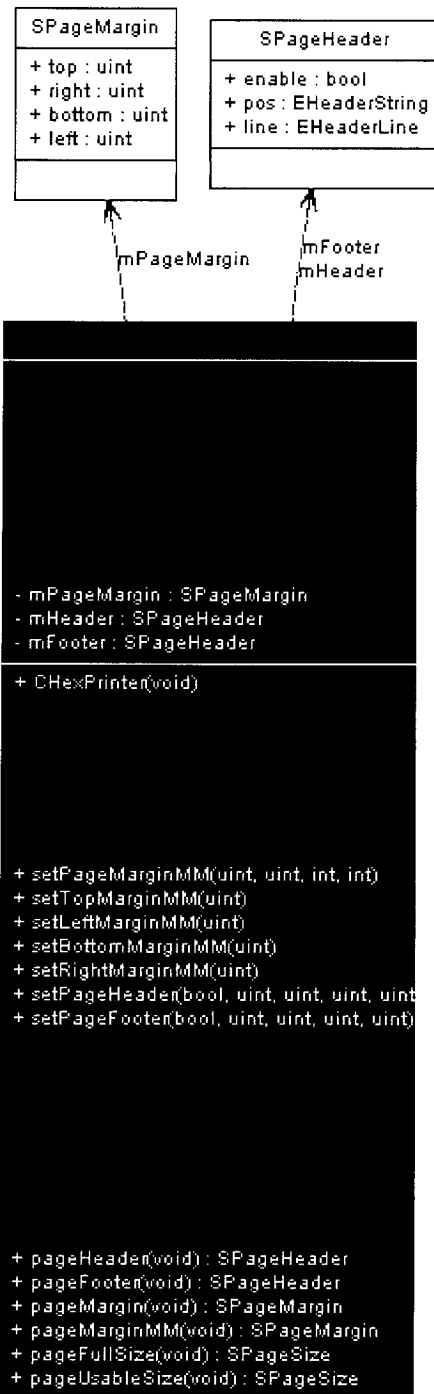 SPageMargin
+ top : uint
+ right : uint
+ bottom : uint
+ left : uint
SPageHeader
+ enable : bool
+ pos : EHeaderString
+ line : EHeaderLine
mPageMargin
mFooter
mHeader
- mPageMargin : SPageMargin
- mHeader : SPageHeader
- mFooter : SPageHeader
+ CHexPrinter(void)
+ setPageMarginMM(uint, uint, int, int)
+ setTopMarginMM(uint)
+ setLeftMarginMM(uint)
+ setBottomMarginMM(uint)
+ setRightMarginMM(uint)
+ setPageHeader(bool, uint, uint, uint, uint
+ setPageFooter(bool, uint, uint, uint, uint)
+ pageHeader(void) : SPageHeader
+ pageFooter(void) : SPageHeader
+ pageMargin(void) : SPageMargin
+ pageMarginMM(void) : SPageMargin
+ pageFullSize(void) : SPageSize
+ pageUsableSize(void) : SPageSize